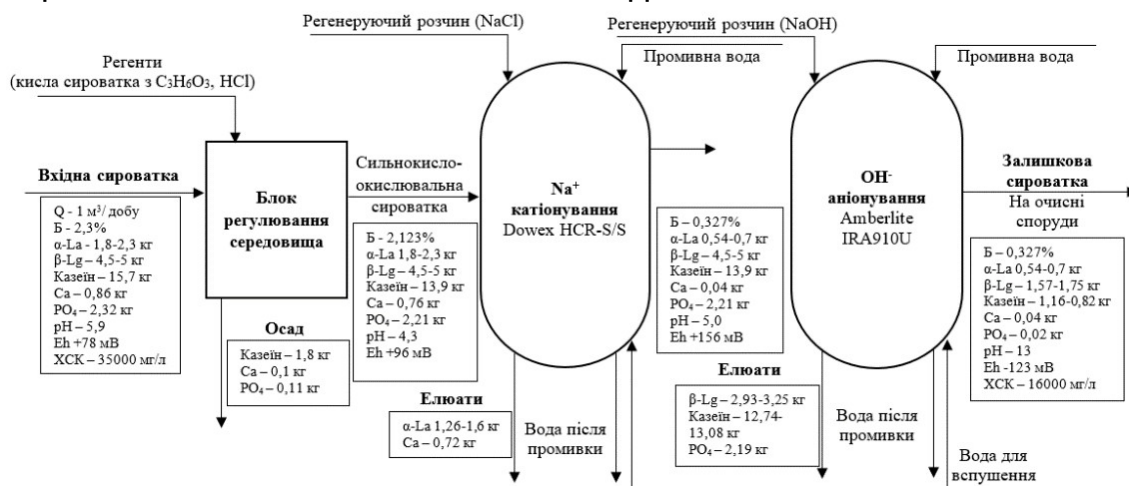 Регенеруючий розчин (NaCl)
Регенеруючий розчин (NaOH)
Промивна вода
Промивна вода
Регенти
(кисла сироватка з C₃H₆O₃, HCl)
Вхідна сироватка
Q - 1 м³/ добу
Б - 2,3%
α-La - 1,8-2,3 кг
β-Lg – 4,5-5 кг
Казеїн – 15,7 кг
Ca – 0,86 кг
PO₄ – 2,32 кг
pH – 5,9
Eh +78 мВ
ХСК – 35000 мг/л
Блок
регулювання
середовища
Осад
Казеїн – 1,8 кг
Ca – 0,1 кг
PO₄ – 0,11 кг
Сильнокисло-
окислювальна
сироватка
Б - 2,123%
α-La 1,8-2,3 кг
β-Lg – 4,5-5 кг
Казеїн – 13,9 кг
Ca – 0,76 кг
PO₄ – 2,21 кг
pH – 4,3
Eh +96 мВ
Na⁺
катіонування
Dowex HCR-S/S
Елюати
α-La 1,26-1,6 кг
Ca – 0,72 кг
Вода після
промивки
Б – 0,327%
α-La 0,54-0,7 кг
β-Lg – 4,5-5 кг
Казеїн – 13,9 кг
Ca – 0,04 кг
PO₄ – 2,21 кг
pH – 5,0
Eh +156 мВ
OH⁻
аніонування
Amberlite
IRA910U
Елюати
β-Lg – 2,93-3,25 кг
Казеїн – 12,74-
13,08 кг
PO₄ – 2,19 кг
Вода після
промивки
Залишкова
сироватка
На очисні
споруди
Б – 0,327%
α-La 0,54-0,7 кг
β-Lg – 1,57-1,75 кг
Казеїн – 1,16-0,82 кг
Ca – 0,04 кг
PO₄ – 0,02 кг
pH – 13
Eh -123 мВ
ХСК – 16000 мг/л
Вода для
вспушення